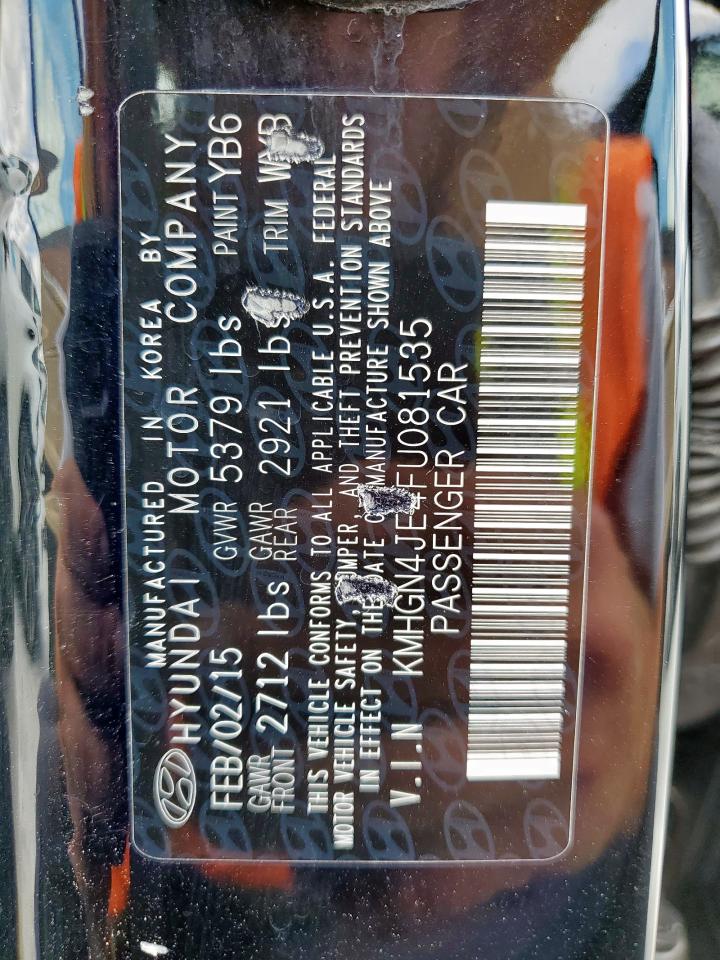 MANUFACTURED IN KOREA BY
HYUNDAI MOTOR COMPANY
FEB/02/15 GVWR 5379 lbs PAINT YB6
GAWR FRONT 2712 lbs GAWR REAR 2921 lbs TRIM
THIS VEHICLE CONFORMS TO ALL APPLICABLE U.S.A. FEDERAL
MOTOR VEHICLE SAFETY, AND THEFT PREVENTION STANDARDS
IN EFFECT ON THE MANUFACTURE SHOWN ABOVE
V.I.N KMHGN4JE4FU081535
PASSENGER CAR